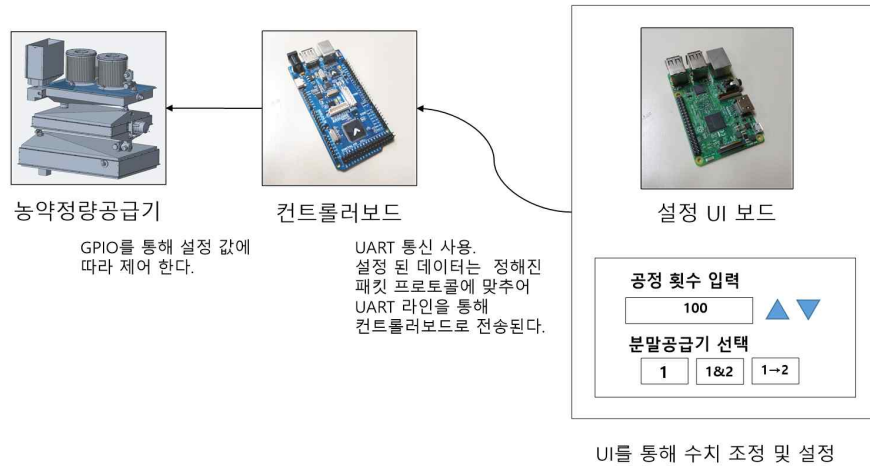 농약정량공급기
컨트롤러보드
설정 UI 보드
GPIO를 통해 설정 값에
따라 제어 한다.
UART 통신 사용.
설정 된 데이터는 정해진
패킷 프로토콜에 맞추어
UART 라인을 통해
컨트롤러보드로 전송된다.
공정 횟수 입력
100
분말공급기 선택
1 1&2 1→2
UI를 통해 수치 조정 및 설정